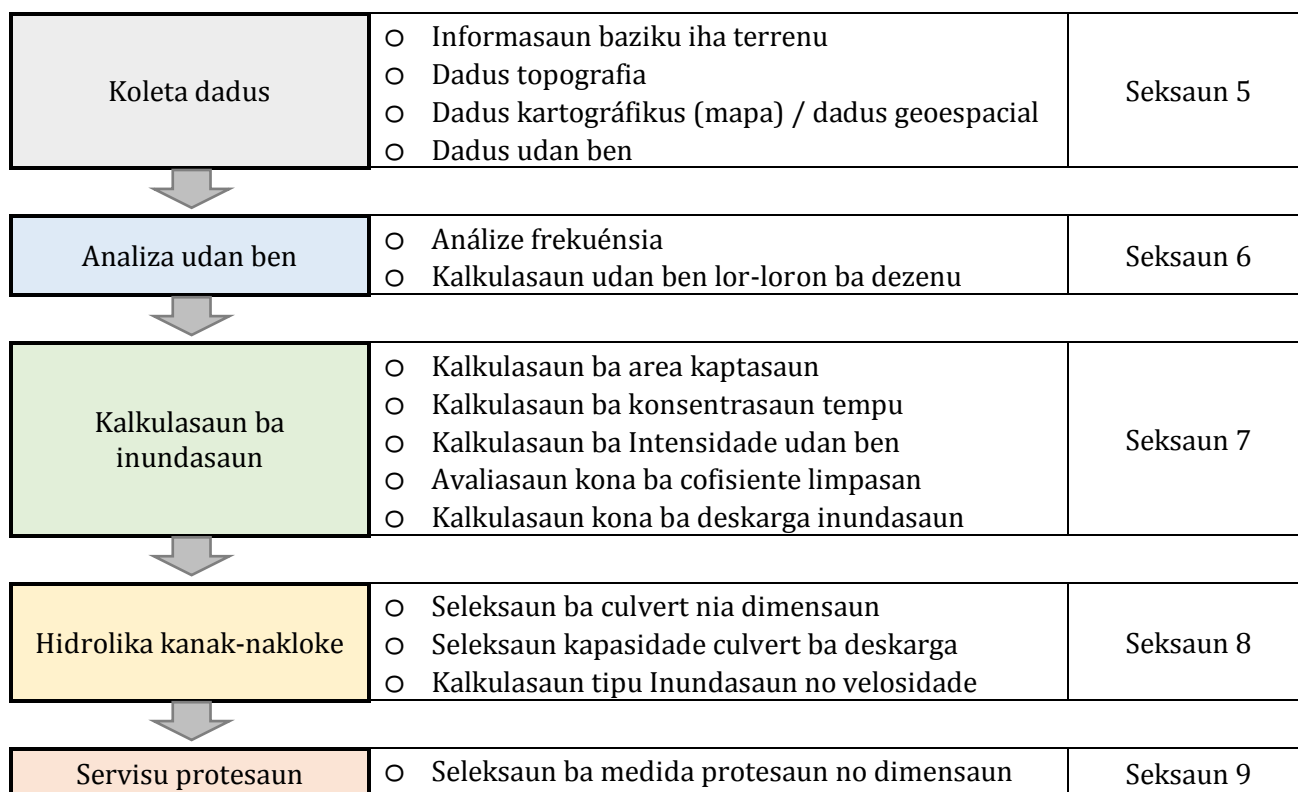 Koleta dadus
o Informasaun baziku iha terrenu
o Dadus topografia
o Dadus kartográfikus (mapa) / dadus geoespacial
o Dadus udan ben
Seksaun 5
Analiza udan ben
o Análize frekuénsia
o Kalkulasaun udan ben lor-loron ba dezenu
Seksaun 6
Kalkulasaun ba
inundasaun
o Kalkulasaun ba area kaptasaun
o Kalkulasaun ba konsentrasaun tempu
o Kalkulasaun ba Intensidade udan ben
o Avaliasaun kona ba cofisiente limpasan
o Kalkulasaun kona ba deskarga inundasaun
Seksaun 7
Hidrolika kanak-nakloke
o Seleksaun ba culvert nia dimensaun
o Seleksaun kapasidade culvert ba deskarga
o Kalkulasaun tipu Inundasaun no velosidade
Seksaun 8
Servisu protesaun
o Seleksaun ba medida protesaun no dimensaun
Seksaun 9